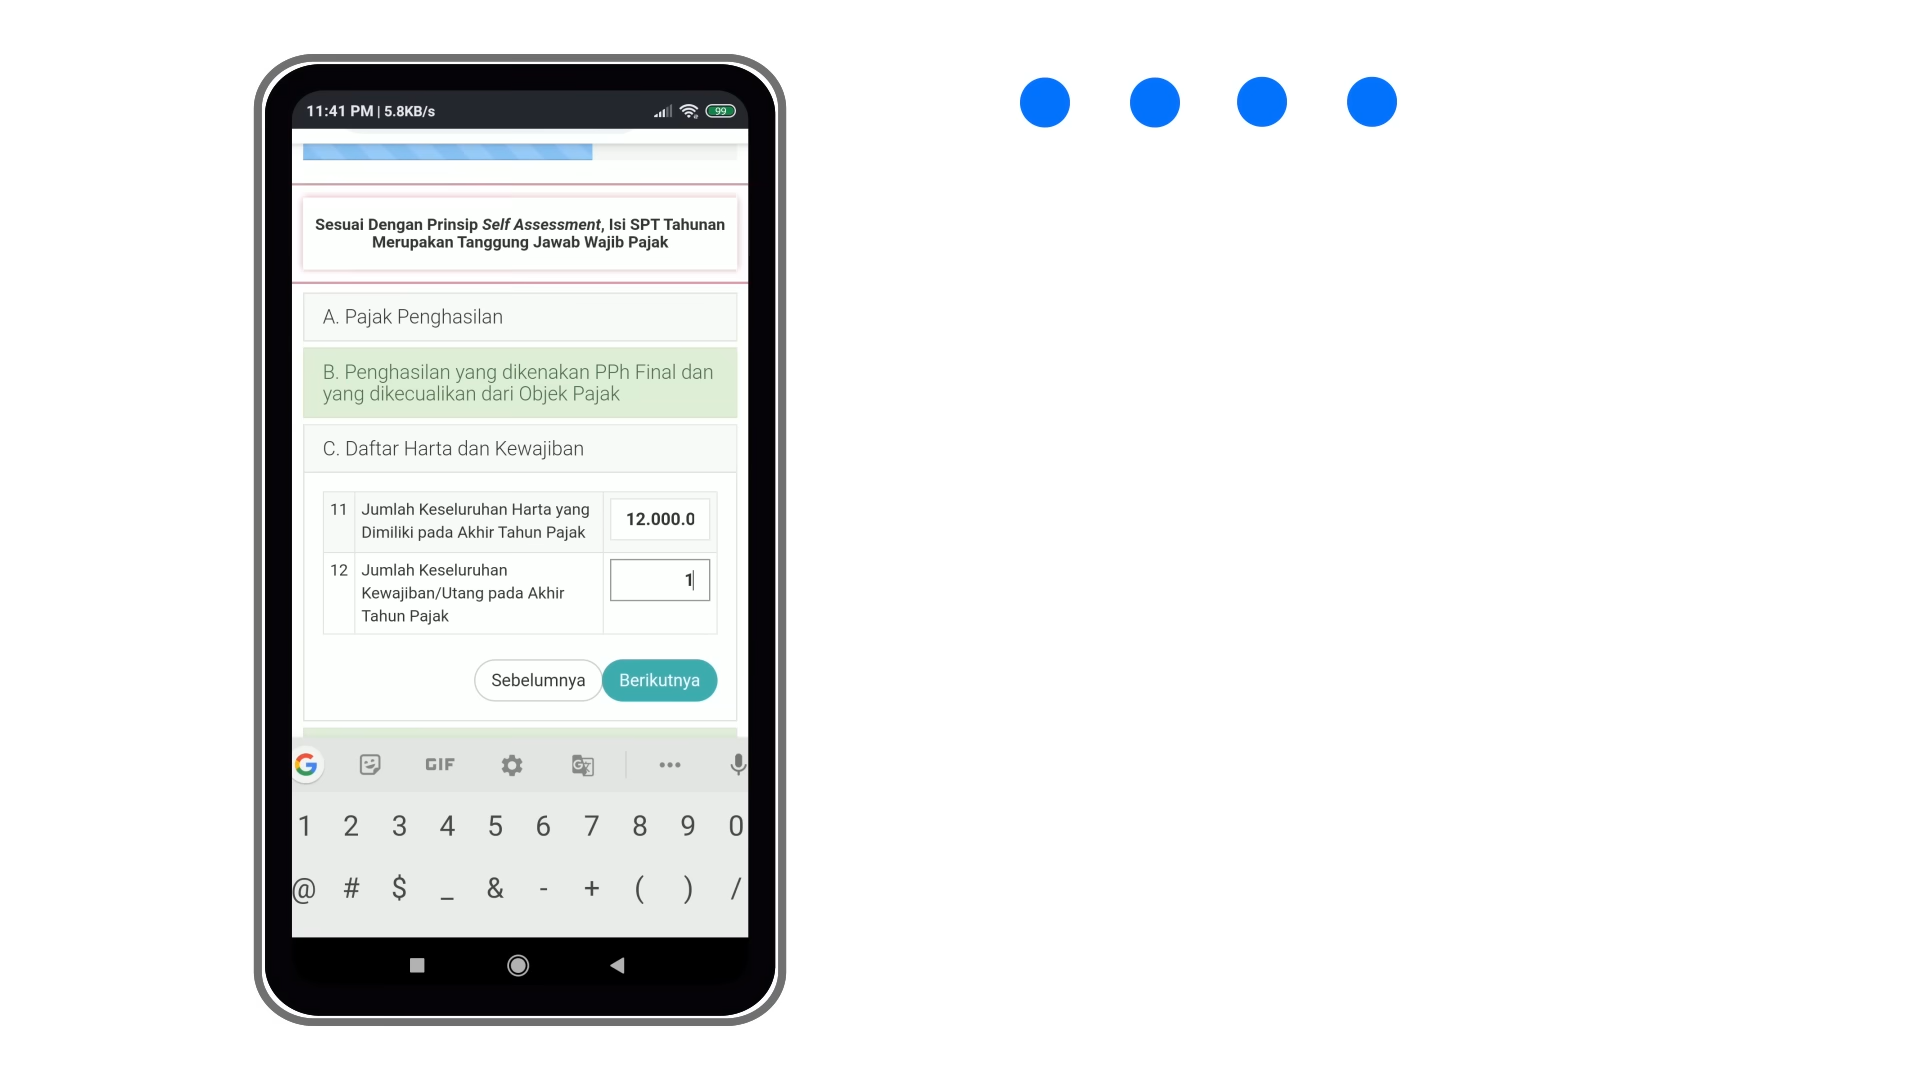 11:41 PM | 5.8KB/s
99
Sesuai Dengan Prinsip Self Assessment, Isi SPT Tahunan
Merupakan Tanggung Jawab Wajib Pajak
A. Pajak Penghasilan
B. Penghasilan yang dikenakan PPh Final dan
yang dikecualikan dari Objek Pajak
C. Daftar Harta dan Kewajiban
11 Jumlah Keseluruhan Harta yang 12.000.0
Dimiliki pada Akhir Tahun Pajak
12 Jumlah Keseluruhan 1
Kewajiban/Utang pada Akhir
Tahun Pajak
Sebelumnya Berikutnya
G GIF G
1 2 3 4 5 6 7 8 9 0
@ # $ _ & - + ( ) /